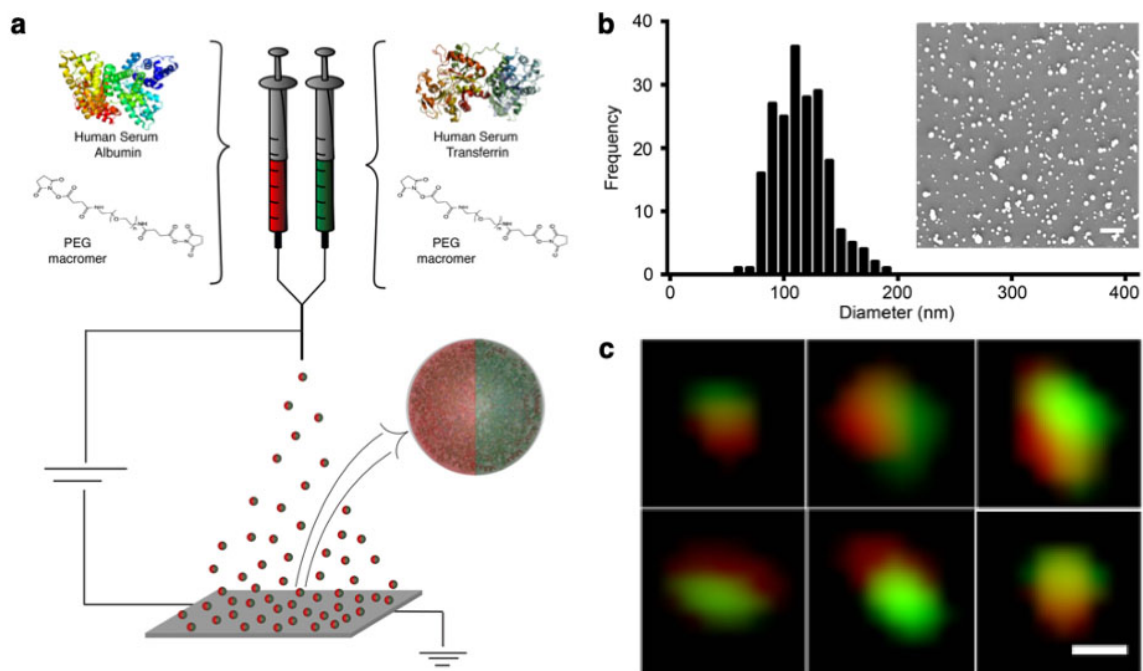 a
Human Serum
Albumin
PEG
macromer
Human Serum
Transferrin
PEG
macromer
b
Frequency
40
30
20
10
0
0
100
200
300
400
Diameter (nm)
c